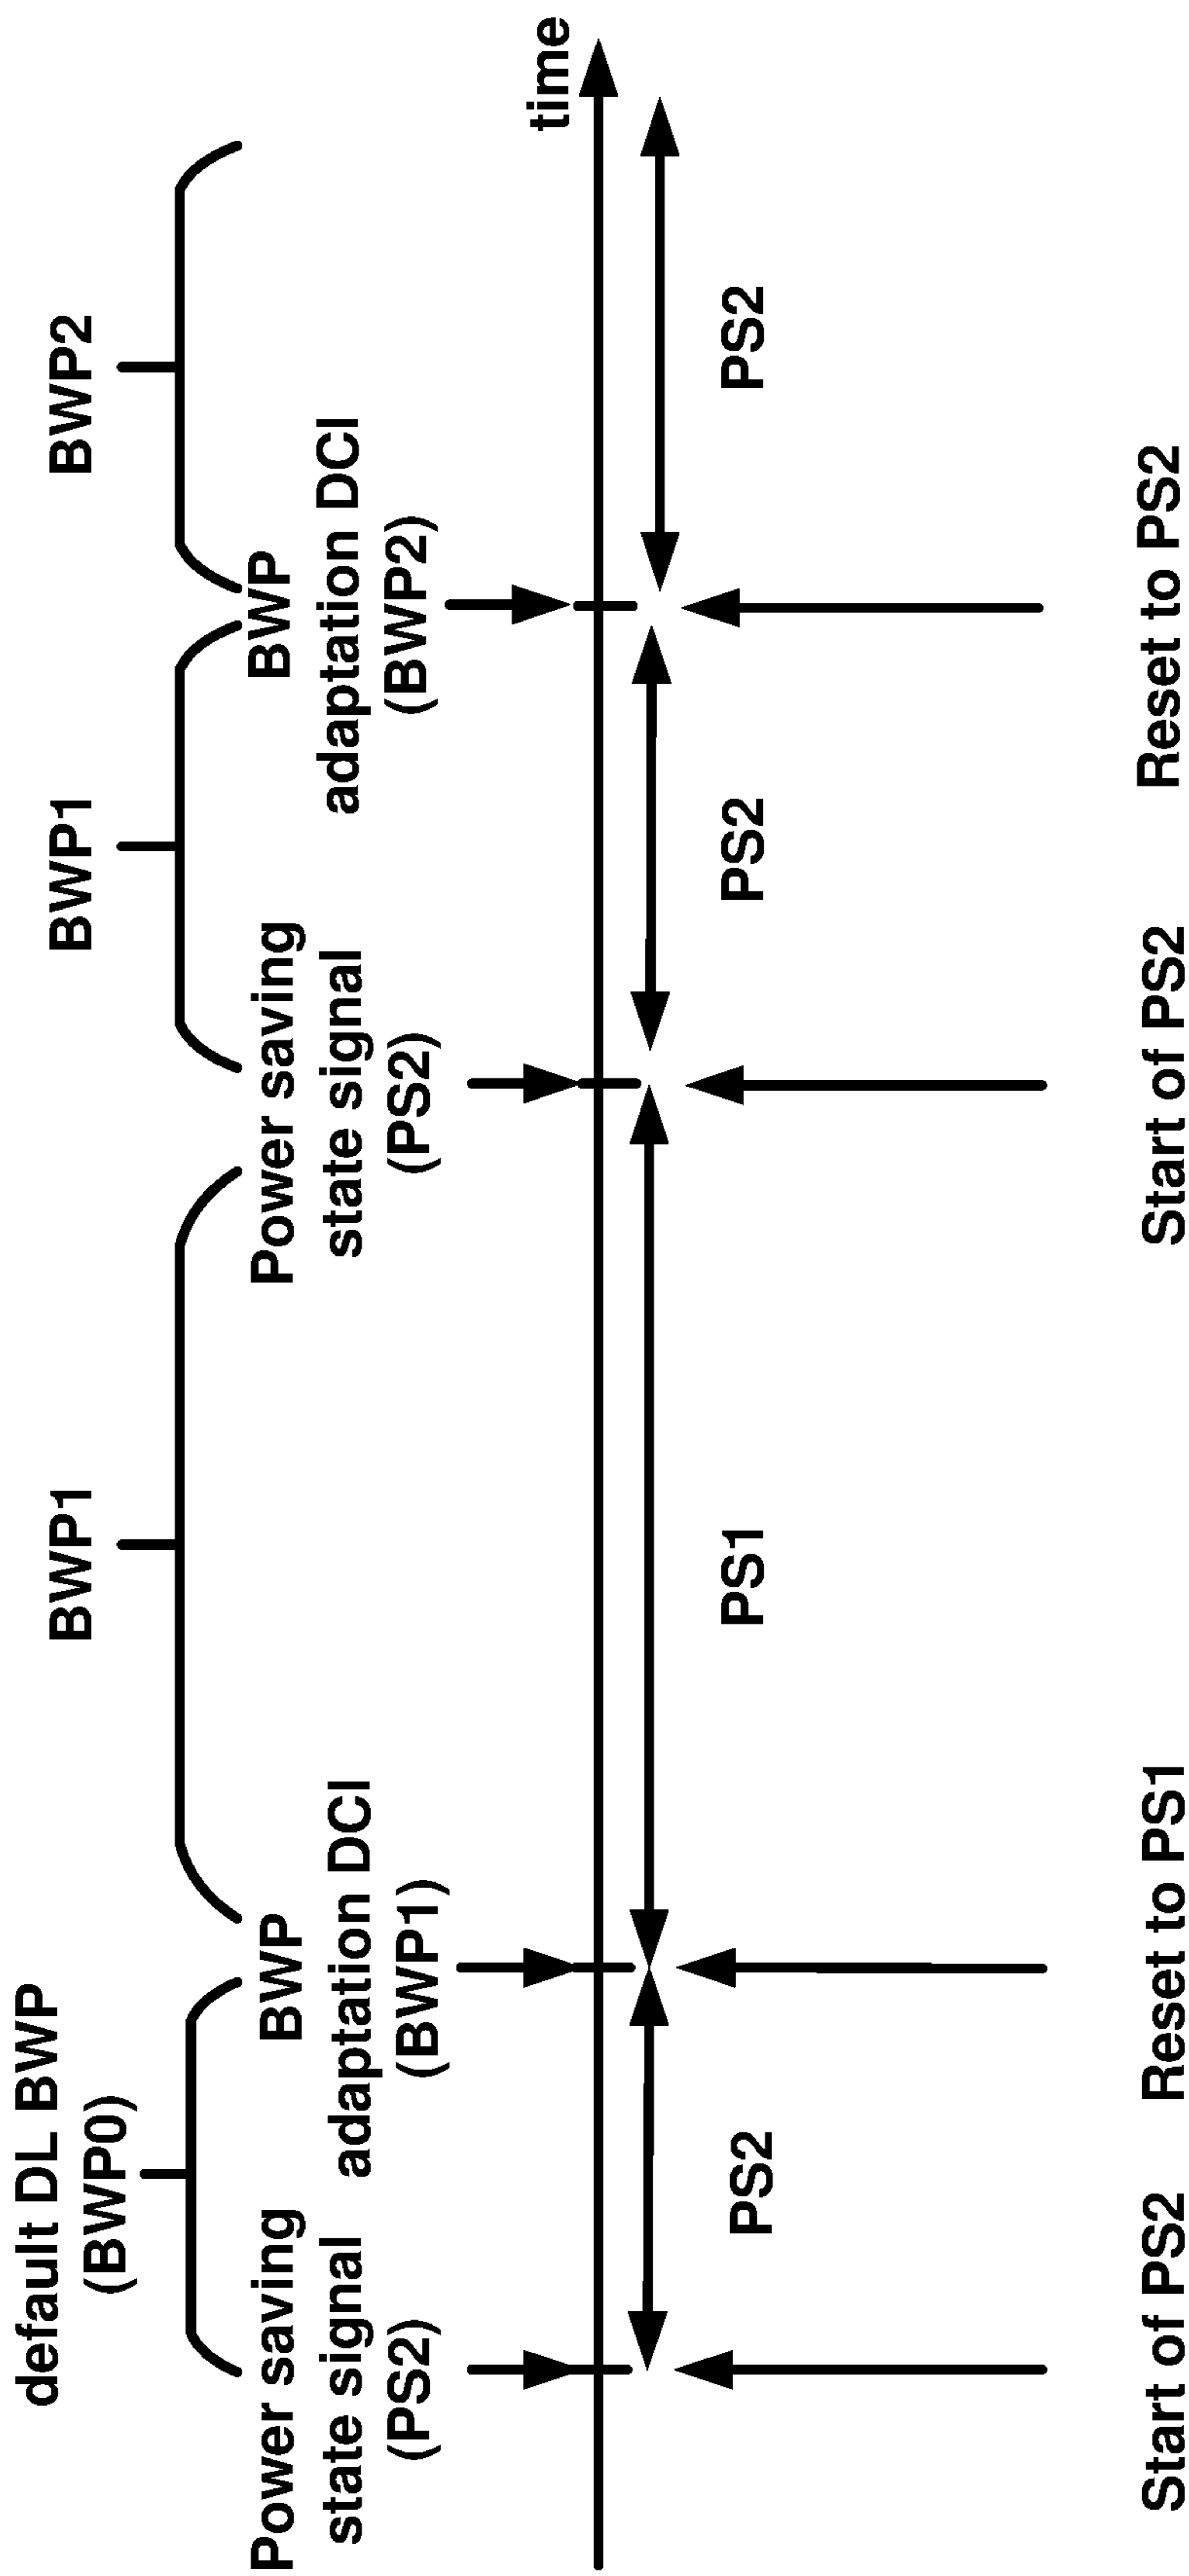 default DL BWP
(BWP0)
BWP1
BWP1
BWP2
Power saving
state signal
(PS2)
BWP
adaptation DCI
(BWP1)
Power saving
state signal
(PS2)
BWP
adaptation DCI
(BWP2)
time
PS2
PS1
PS2
PS2
Start of PS2
Reset to PS1
Start of PS2
Reset to PS2